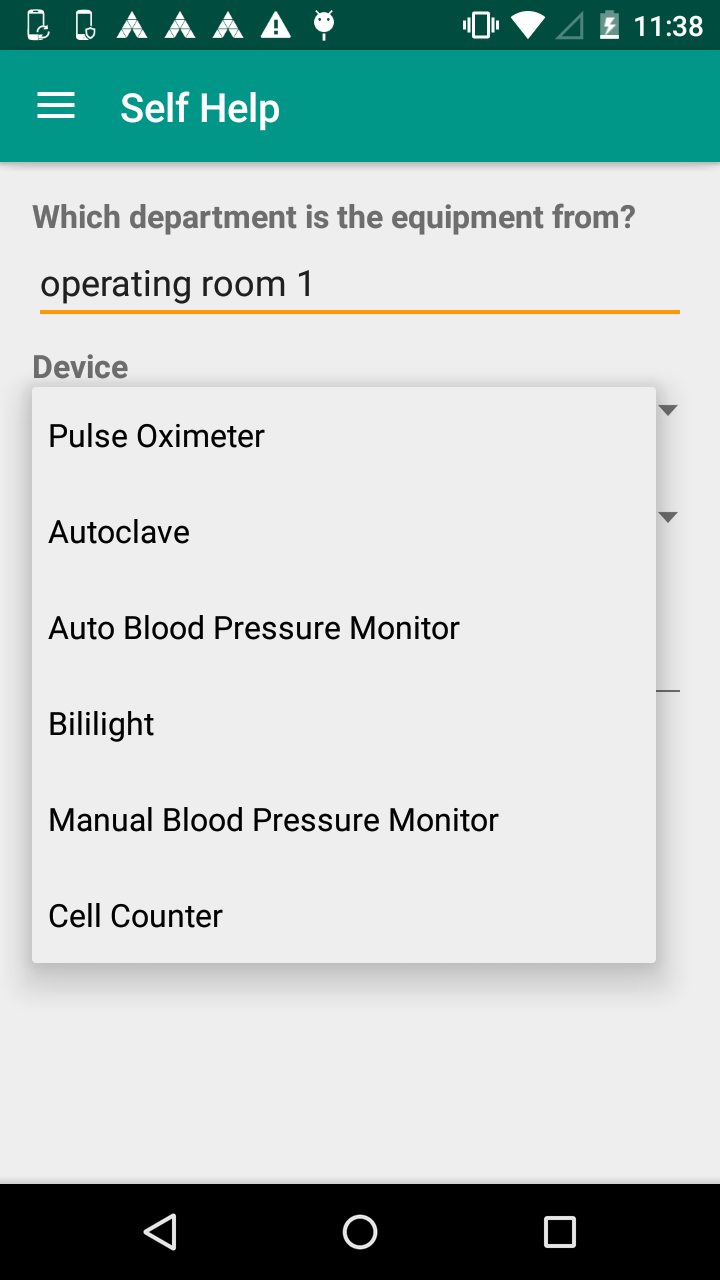 11:38
Self Help
Which department is the equipment from?
operating room 1
Device
Pulse Oximeter
Autoclave
Auto Blood Pressure Monitor
Bililight
Manual Blood Pressure Monitor
Cell Counter